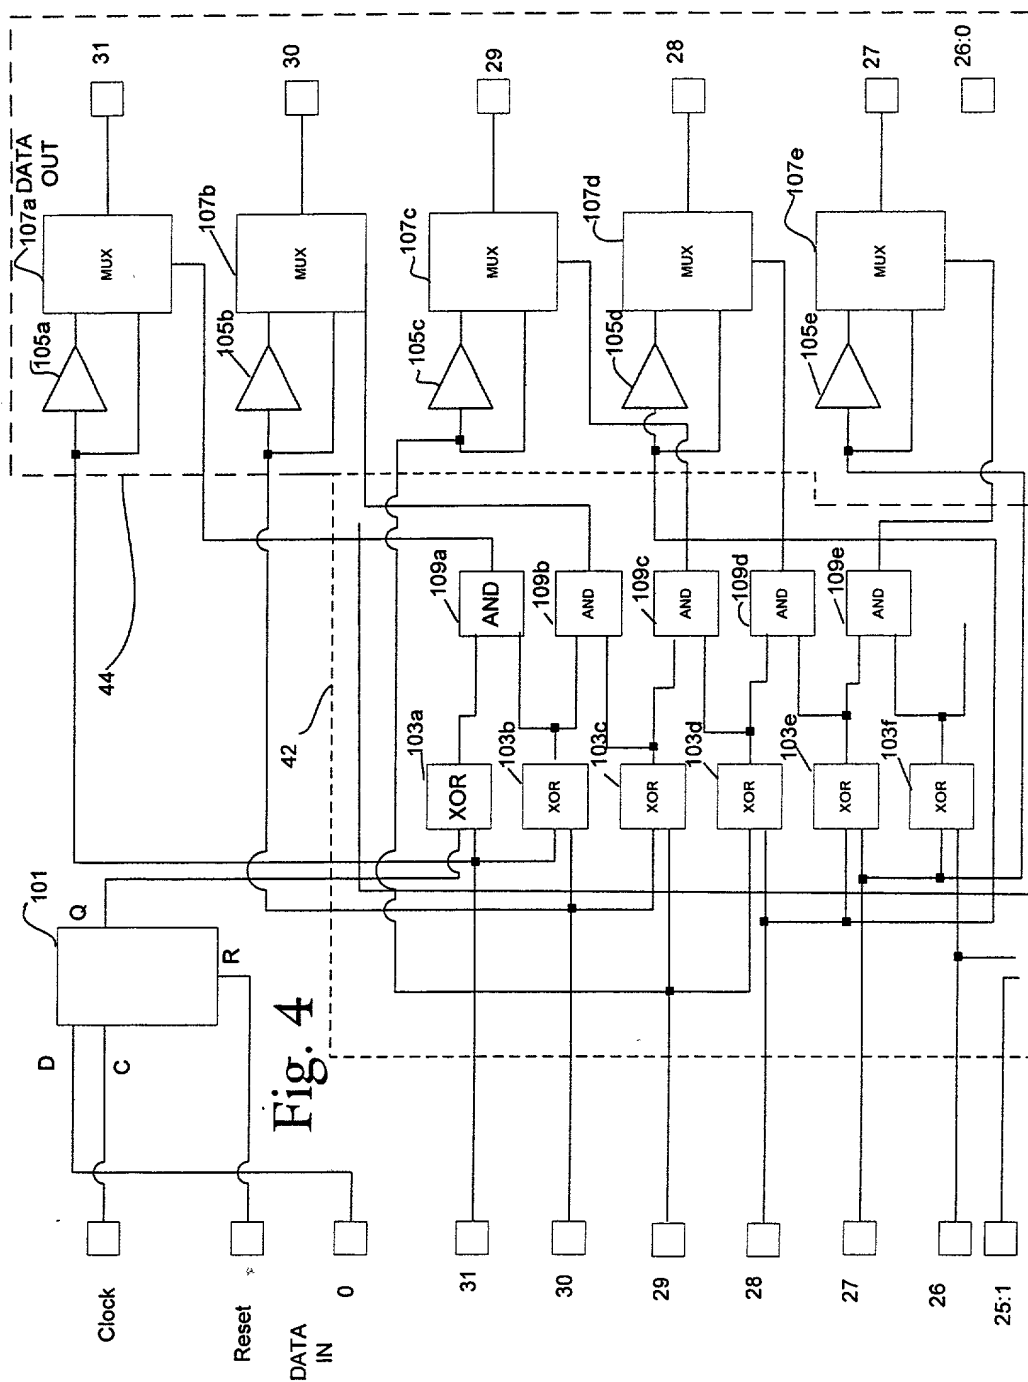 107a
DATA
OUT
31
105a
MUX
107b
30
105b
MUX
107c
29
105c
MUX
107d
28
105d
MUX
107e
27
105e
MUX
26:0
44
42
109a
AND
109b
AND
109c
AND
109d
AND
109e
AND
103a
XOR
103b
XOR
103c
XOR
103d
XOR
103e
XOR
103f
XOR
101
Q
R
D
C
Fig. 4
Clock
Reset
DATA
IN
0
31
30
29
28
27
26
25:1